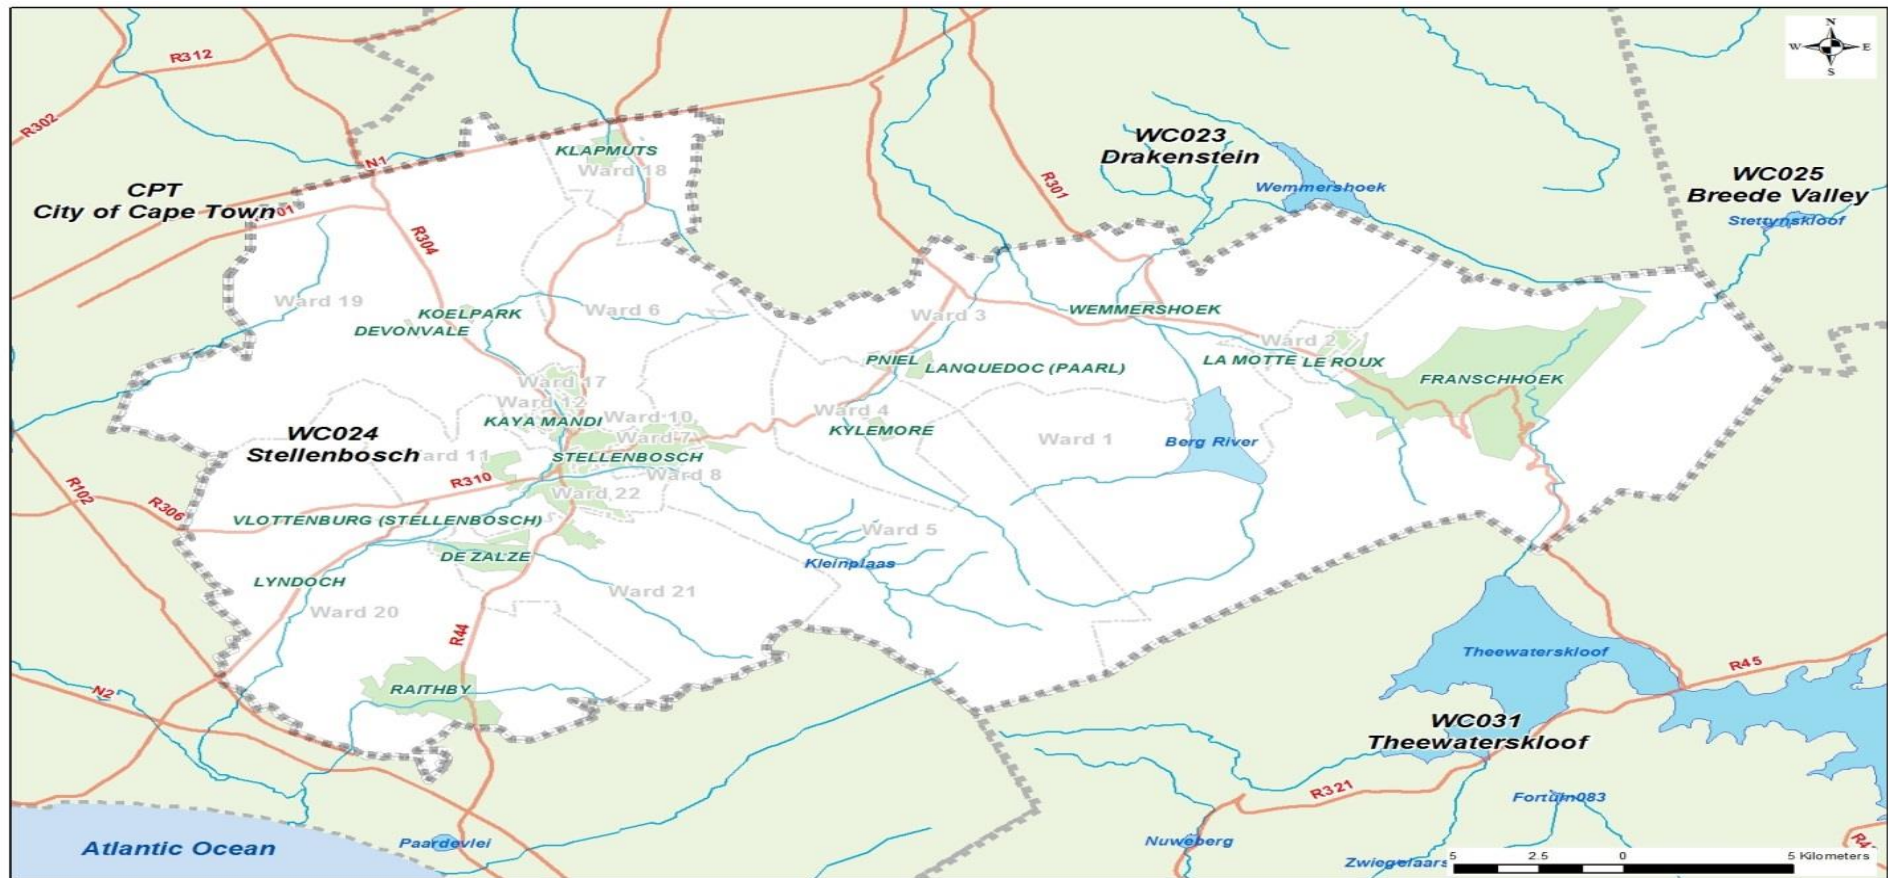 N
W E
S
R312
R302
N1
CPT
City of Cape Town
R304
KLAPMUTS
Ward 18
R301
WC023
Drakenstein
Wemmershoek
WC025
Breede Valley
Stettynskloof
Ward 19
KOELPARK
DEVONVALE
Ward 6
Ward 3
WEMMERSHOEK
Ward 2
PNIEL
LANQUEDOC (PAARL)
LA MOTTE
LE ROUX
FRANSCHHOEK
Ward 17
Ward 12
KAYA MANDI
Ward 10
Ward 7
Ward 4
KYLEMORE
Ward 1
Berg River
WC024
Stellenbosch
STELLENBOSCH
R310
Ward 8
Ward 22
R102
R306
VLOTTENBURG (STELLENBOSCH)
Ward 5
DE ZALZE
Kleinplaas
LYNDOCH
Ward 20
Ward 21
R44
RAITHBY
N2
Theewaterskloof
R45
WC031
Theewaterskloof
R321
Fortuin083
Atlantic Ocean
Paardevlei
Nuweberg
5 2.5 0 5 Kilometers